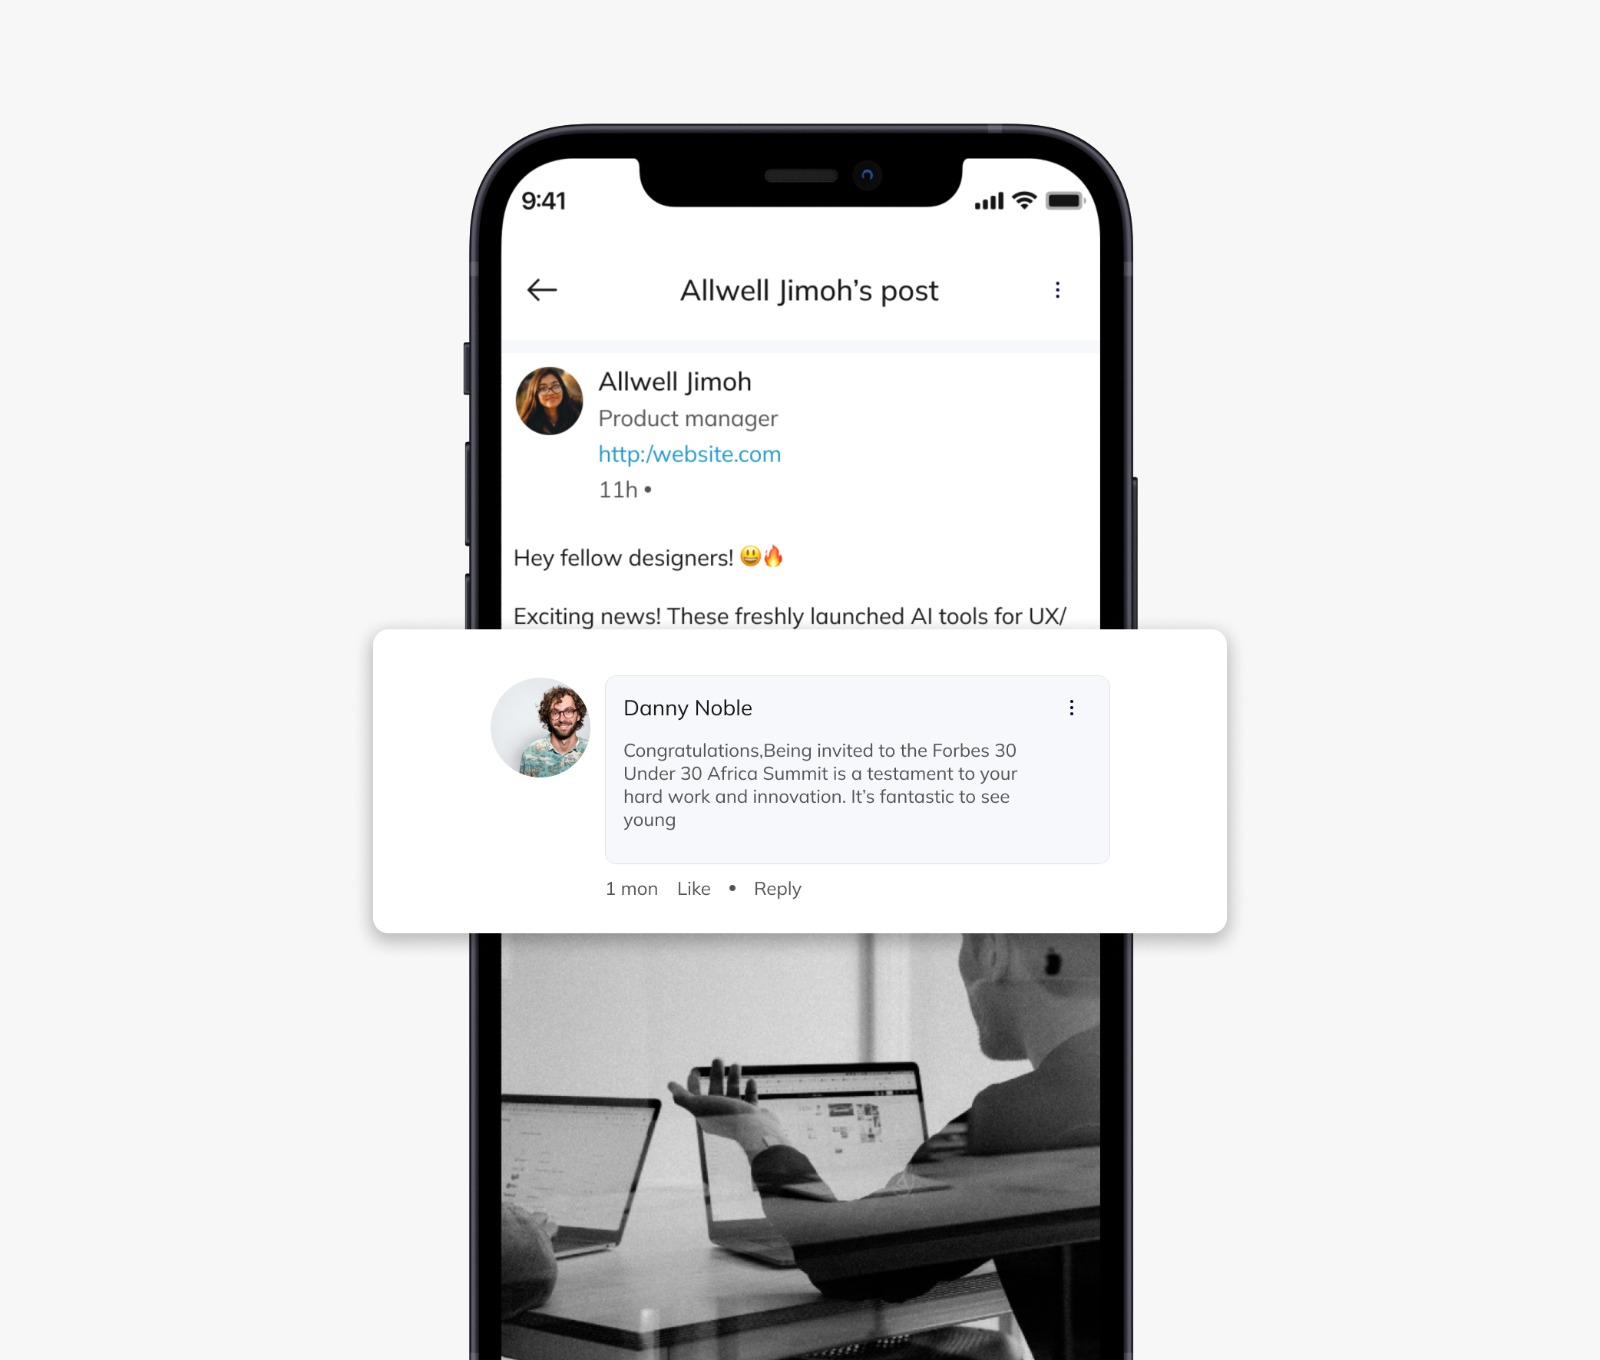 9:41
Allwell Jimoh’s post
Allwell Jimoh
Product manager
http:/website.com
11h •
Hey fellow designers! 😃🔥
Exciting news! These freshly launched AI tools for UX/
Danny Noble
Congratulations,Being invited to the Forbes 30
Under 30 Africa Summit is a testament to your
hard work and innovation. It’s fantastic to see
young
1 mon Like • Reply